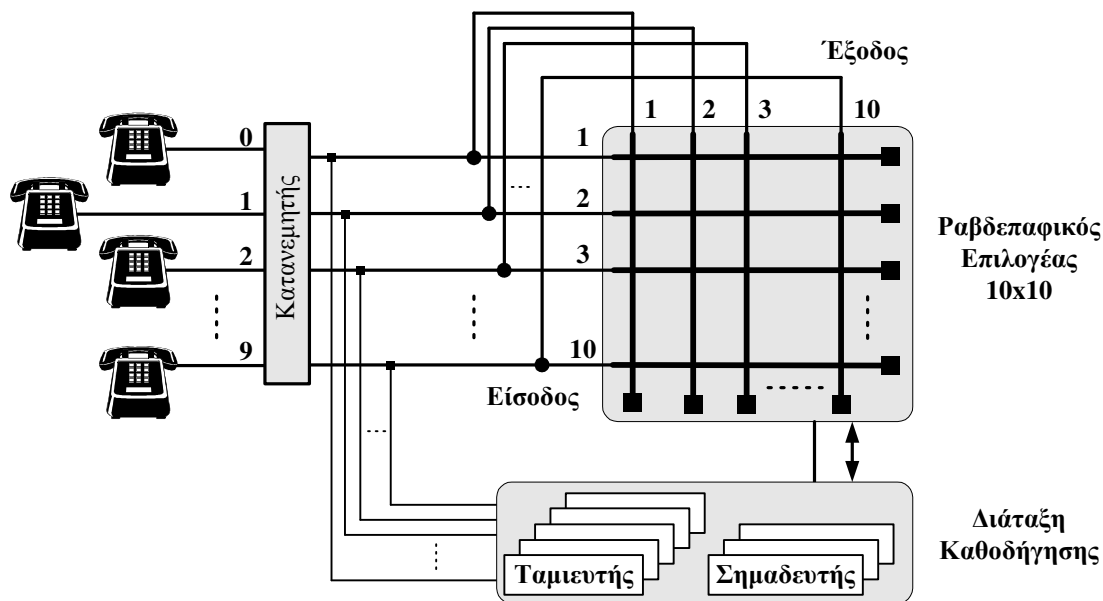 Έξοδος
1 2 3 10
0
1
2
9
Κατανεμητής
1
2
3
10
Είσοδος
Ραβδεπαφικός
Επιλογέας
10x10
Ταμιευτής
Σημαδευτής
Διάταξη
Καθοδήγησης